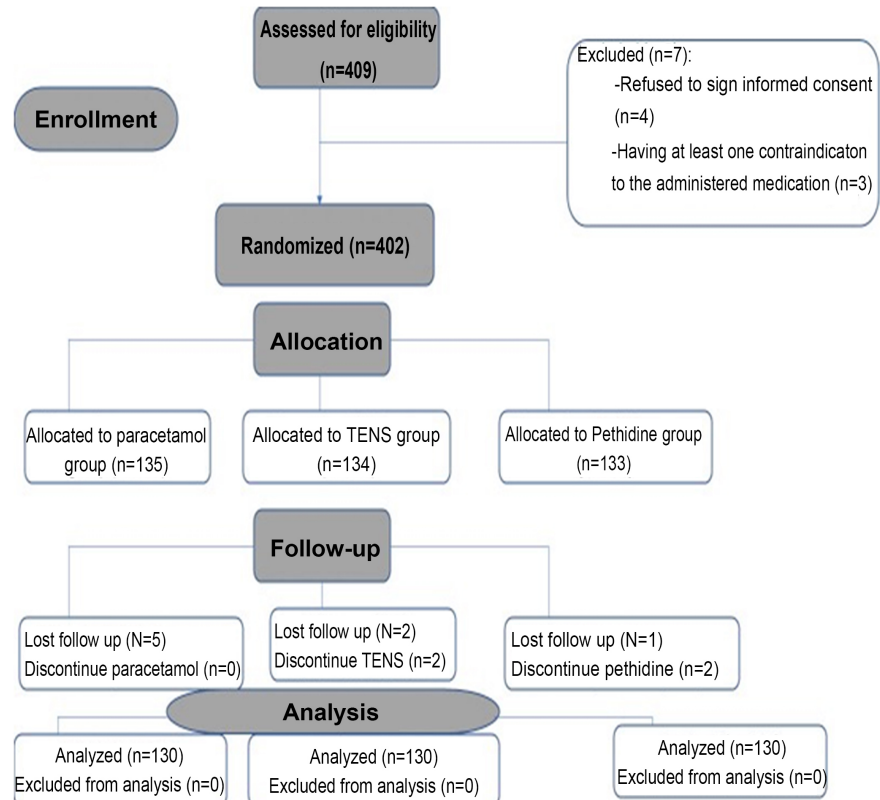 Assessed for eligibility
(n=409)
Excluded (n=7):
-Refused to sign informed consent
(n=4)
-Having at least one contraindicaton
to the administered medication (n=3)
Enrollment
Randomized (n=402)
Allocation
Allocated to paracetamol
group (n=135)
Allocated to TENS group
(n=134)
Allocated to Pethidine group
(n=133)
Follow-up
Lost follow up (N=5)
Discontinue paracetamol (n=0)
Lost follow up (N=2)
Discontinue TENS (n=2)
Lost follow up (N=1)
Discontinue pethidine (n=2)
Analysis
Analyzed (n=130)
Excluded from analysis (n=0)
Analyzed (n=130)
Excluded from analysis (n=0)
Analyzed (n=130)
Excluded from analysis (n=0)